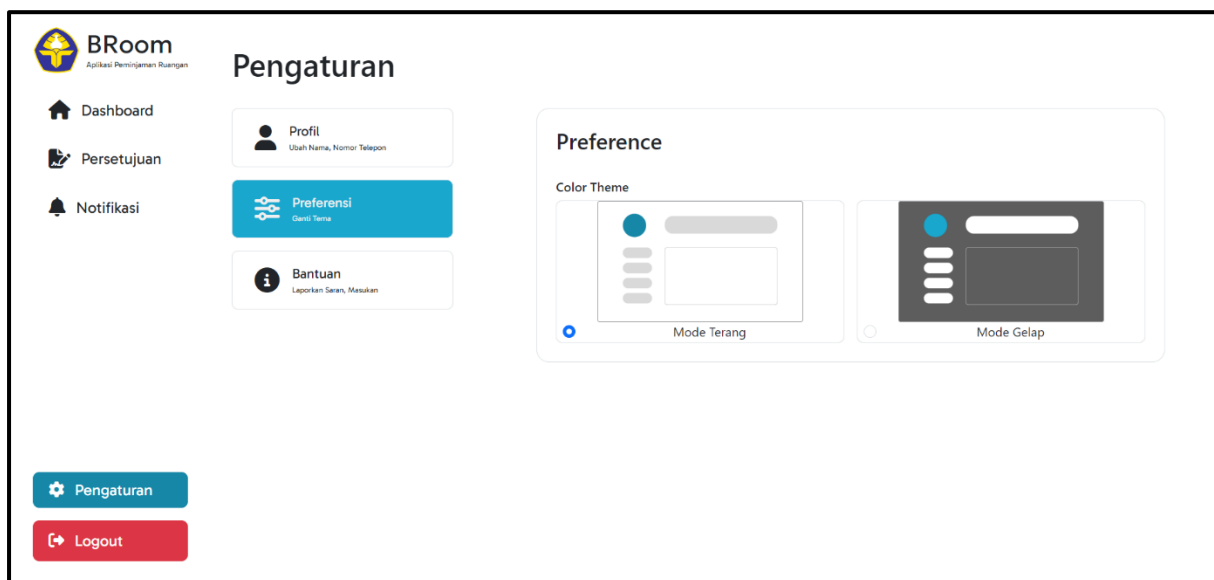 BRoom
Aplikasi Peminjaman Ruangan
Dashboard
Persetujuan
Notifikasi
Pengaturan
Logout
Pengaturan
Profil
Ubah Nama, Nomor Telepon
Preferensi
Ganti Tema
Bantuan
Laporkan Saran, Masukan
Preference
Color Theme
Mode Terang
Mode Gelap